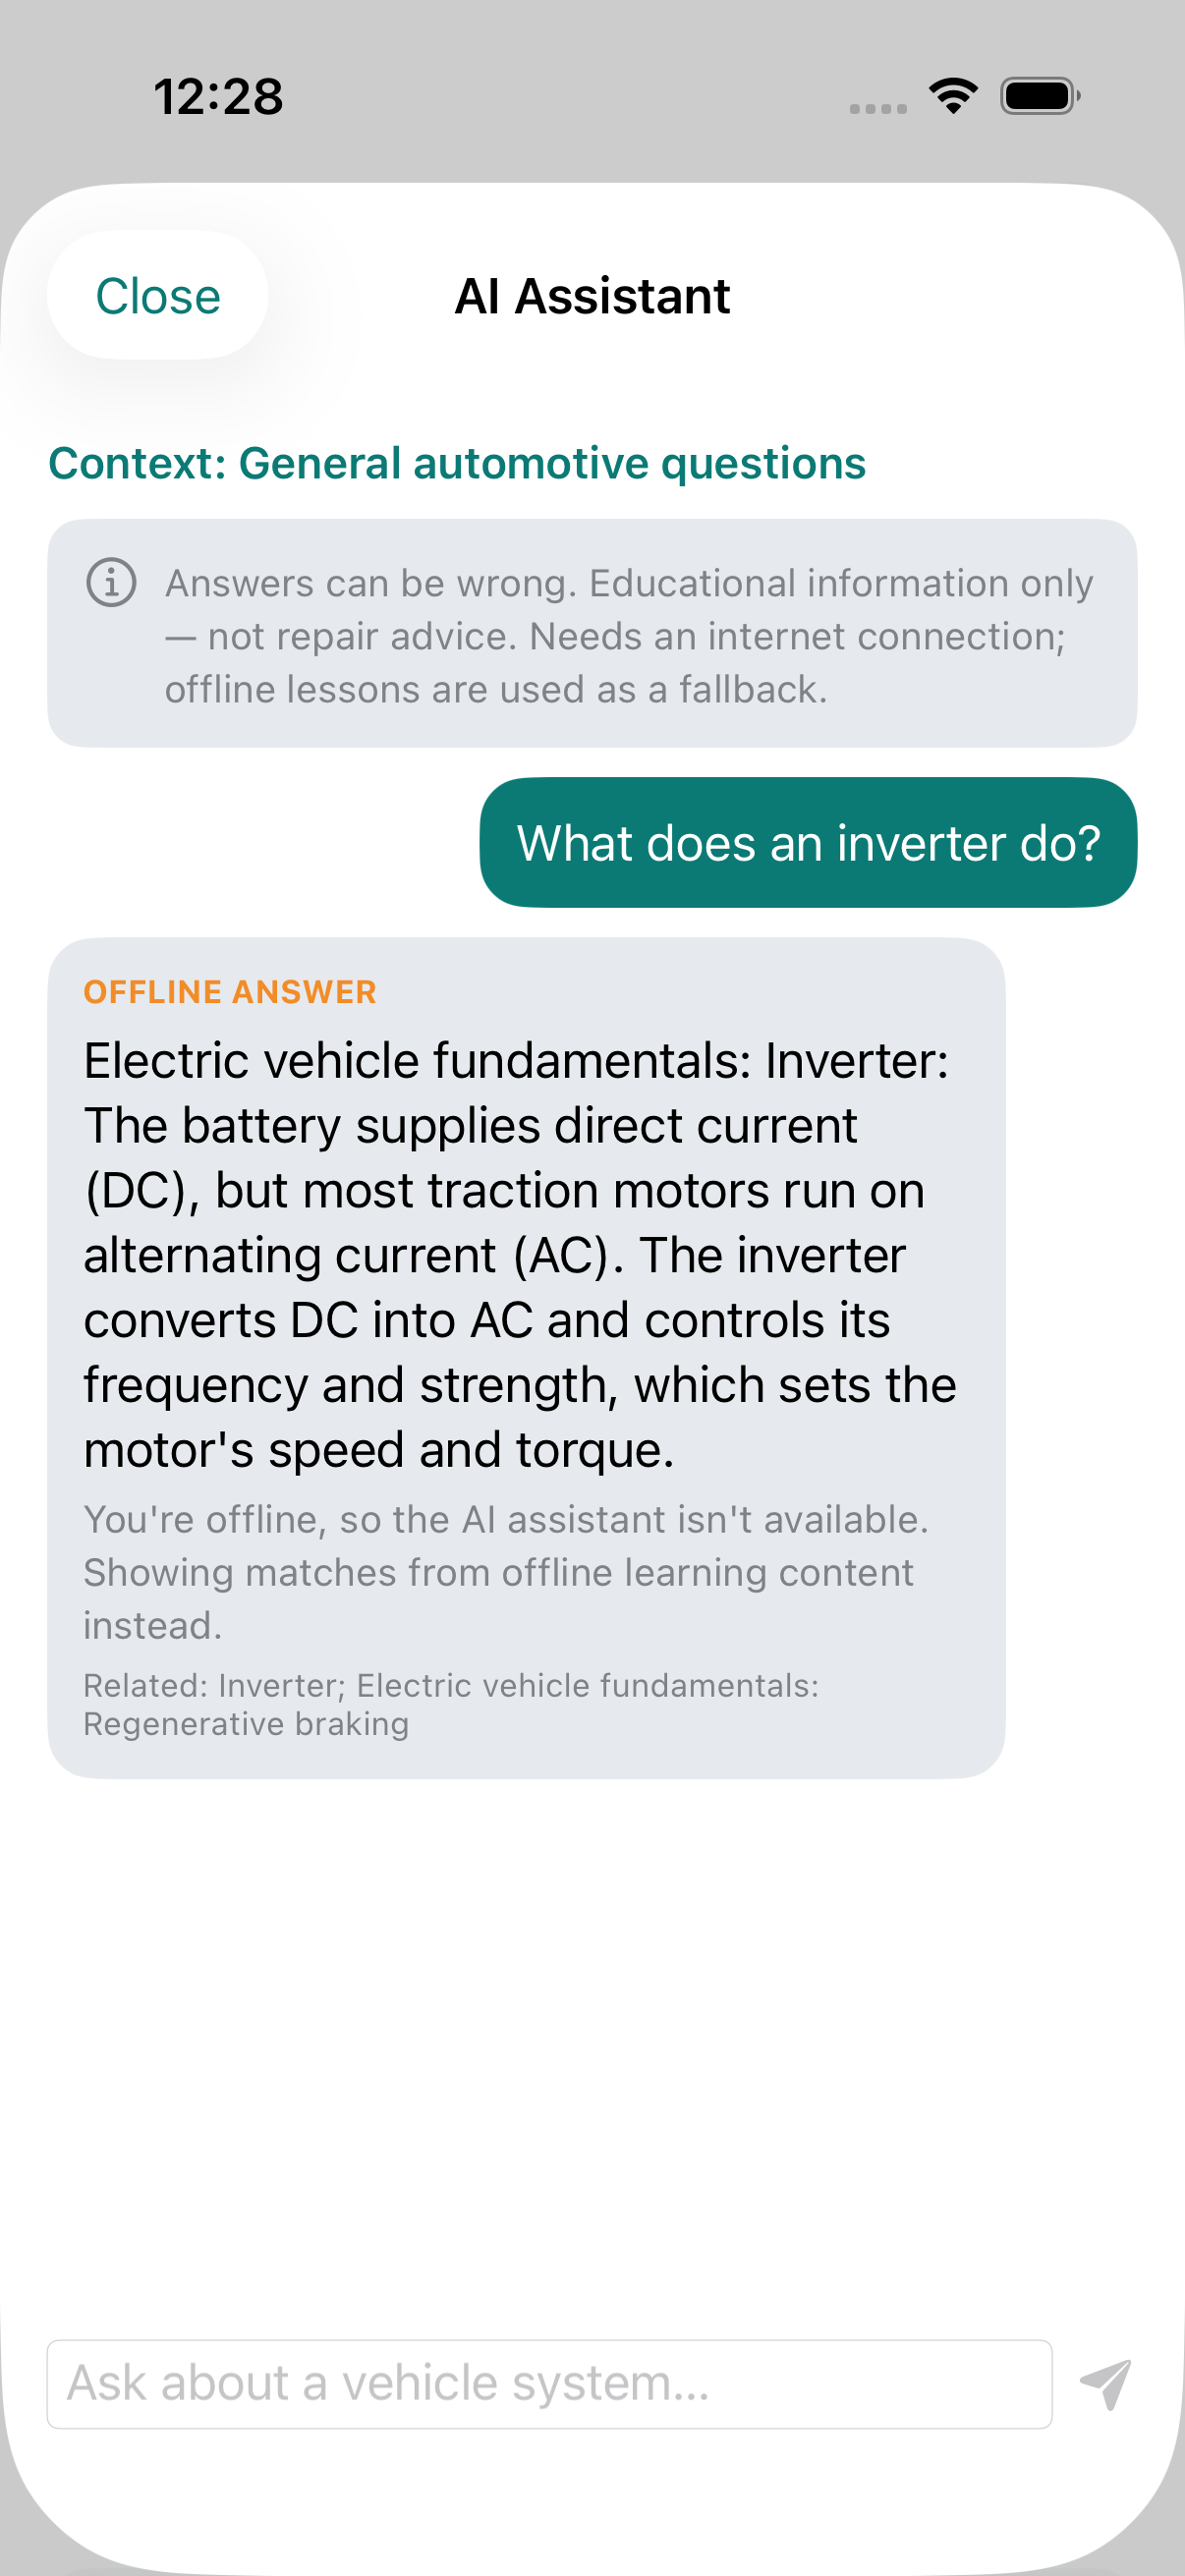 12:28
Close
AI Assistant
Context: General automotive questions
Answers can be wrong. Educational information only
— not repair advice. Needs an internet connection;
offline lessons are used as a fallback.
What does an inverter do?
OFFLINE ANSWER
Electric vehicle fundamentals: Inverter:
The battery supplies direct current
(DC), but most traction motors run on
alternating current (AC). The inverter
converts DC into AC and controls its
frequency and strength, which sets the
motor's speed and torque.
You're offline, so the AI assistant isn't available.
Showing matches from offline learning content
instead.
Related: Inverter; Electric vehicle fundamentals:
Regenerative braking
Ask about a vehicle system...